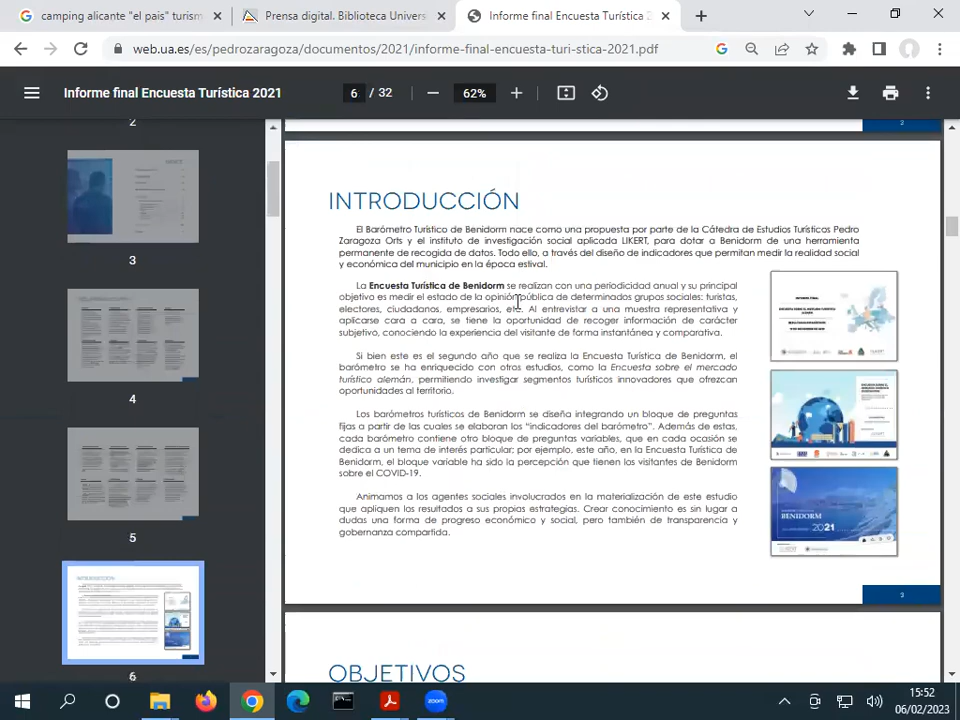 camping alicante "el pais" turism
Prensa digital. Biblioteca Univers
Informe final Encuesta Turística 2
web.ua.es/es/pedrozaragoza/documentos/2021/informe-final-encuesta-turi-stica-2021.pdf
Informe final Encuesta Turística 2021
6 / 32
62%
2
3
4
5
6
2
INTRODUCCIÓN
El Barómetro Turístico de Benidorm nace como una propuesta por parte de la Cátedra de Estudios Turísticos Pedro
Zaragoza Orts y el instituto de investigación social aplicada LIKERT, para dotar a Benidorm de una herramienta
permanente de recogida de datos. Todo ello, a través del diseño de indicadores que permitan medir la realidad social
y económica del municipio en la época estival.
La Encuesta Turística de Benidorm se realizan con una periodicidad anual y su principal
objetivo es medir el estado de la opinión pública de determinados grupos sociales: turistas,
electores, ciudadanos, empresarios, etc. Al entrevistar a una muestra representativa y
aplicarse cara a cara, se tiene la oportunidad de recoger información de carácter
subjetivo, conociendo la experiencia del visitante de forma instantánea y comparativa.
Si bien este es el segundo año que se realiza la Encuesta Turística de Benidorm, el
barómetro se ha enriquecido con otros estudios, como la Encuesta sobre el mercado
turístico alemán, permitiendo investigar segmentos turísticos innovadores que ofrezcan
oportunidades al territorio.
Los barómetros turísticos de Benidorm se diseña integrando un bloque de preguntas
fijas a partir de las cuales se elaboran los "indicadores del barómetro". Además de estas,
cada barómetro contiene otro bloque de preguntas variables, que en cada ocasión se
dedica a un tema de interés particular; por ejemplo, este año, en la Encuesta Turística de
Benidorm, el bloque variable ha sido la percepción que tienen los visitantes de Benidorm
sobre el COVID-19.
Animamos a los agentes sociales involucrados en la materialización de este estudio
que apliquen los resultados a sus propias estrategias. Crear conocimiento es sin lugar a
dudas una forma de progreso económico y social, pero también de transparencia y
gobernanza compartida.
INFORME FINAL
BENIDORM
2021
3
OBJETIVOS
zoom
15:52
06/02/2023